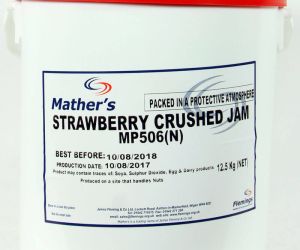 Mather's
PACKED IN A PROTECTIVE ATMOSPHERE
STRAWBERRY CRUSHED JAM
MP506(N)
BEST BEFORE: 10/08/2018
PRODUCTION DATE: 10/08/2017
12.5 Kg (NET)
Product may contain traces of: Soya, Sulphur Dioxide, Egg & Dairy products
Produced on a site that handles Nuts
Flemings